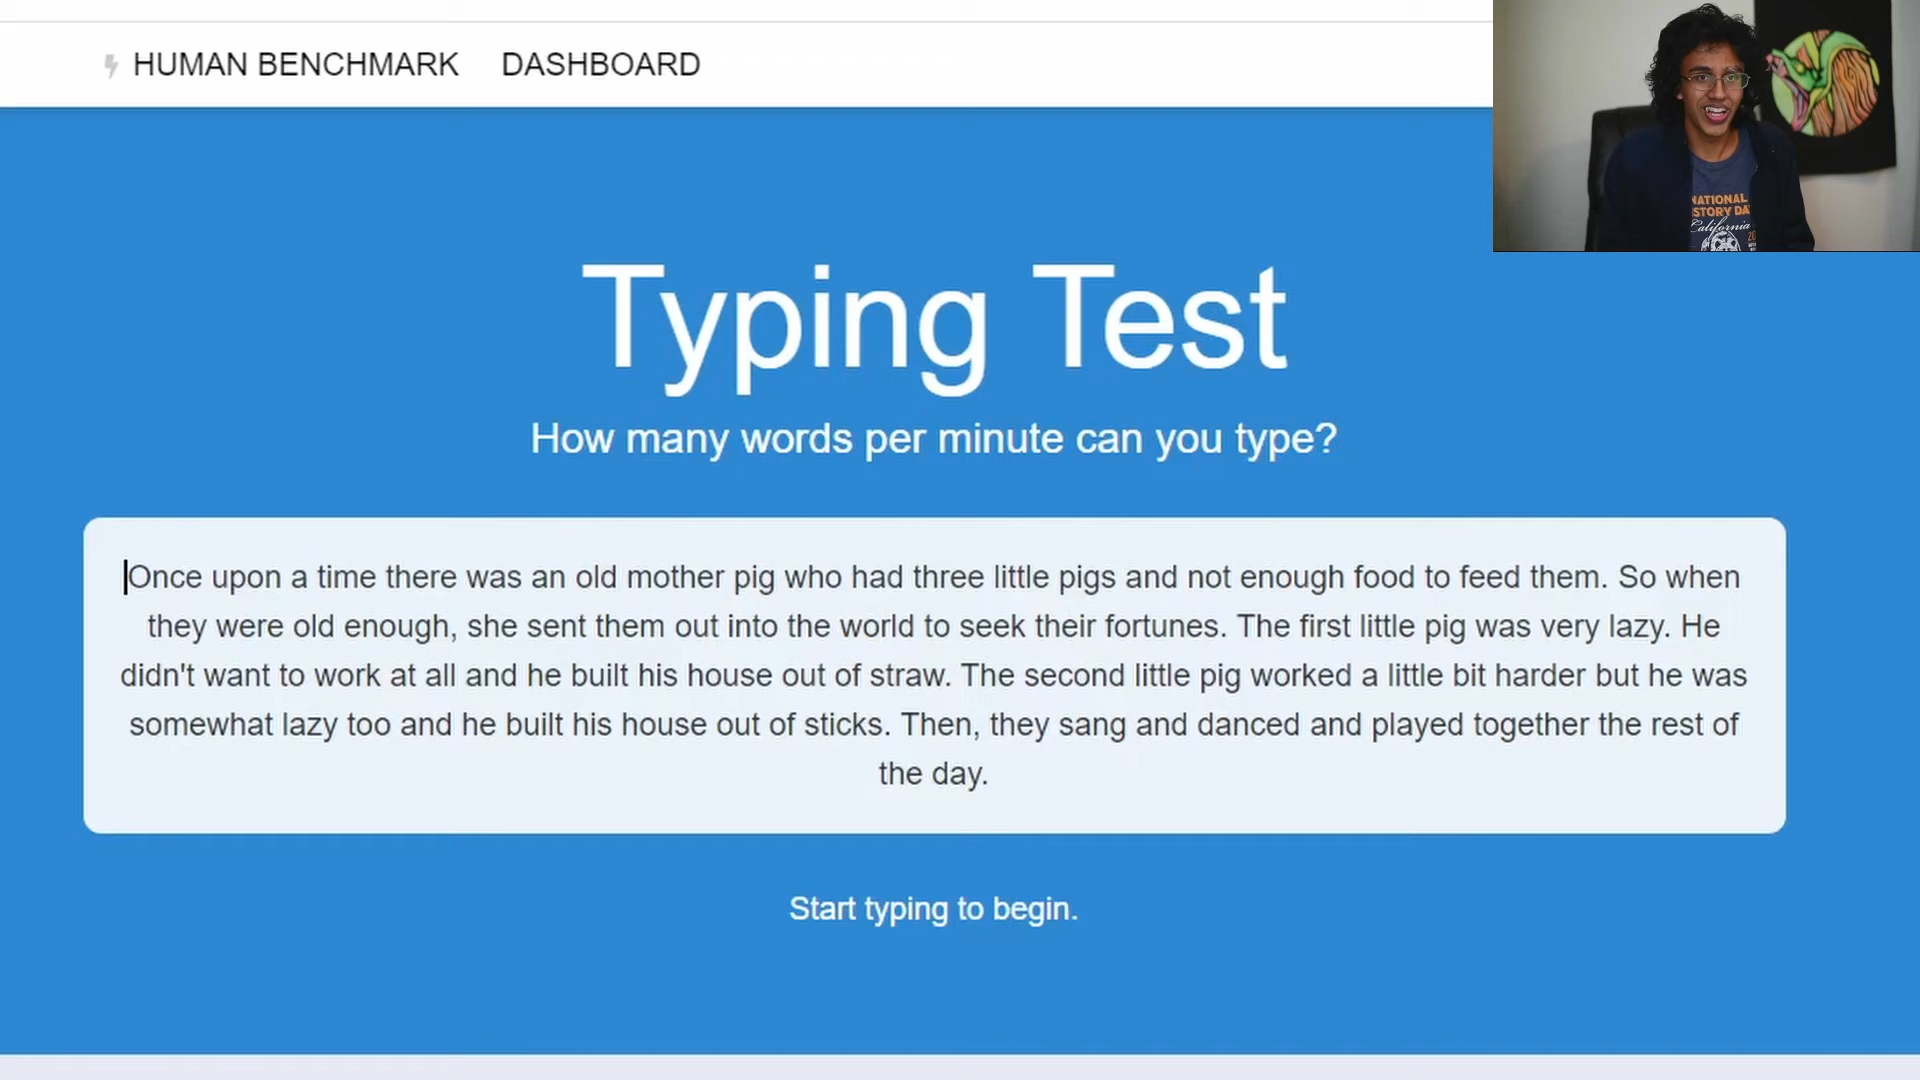 HUMAN BENCHMARK DASHBOARD
NATIONAL
STORY DA
California
Typing Test
How many words per minute can you type?
Once upon a time there was an old mother pig who had three little pigs and not enough food to feed them. So when
they were old enough, she sent them out into the world to seek their fortunes. The first little pig was very lazy. He
didn't want to work at all and he built his house out of straw. The second little pig worked a little bit harder but he was
somewhat lazy too and he built his house out of sticks. Then, they sang and danced and played together the rest of
the day.
Start typing to begin.